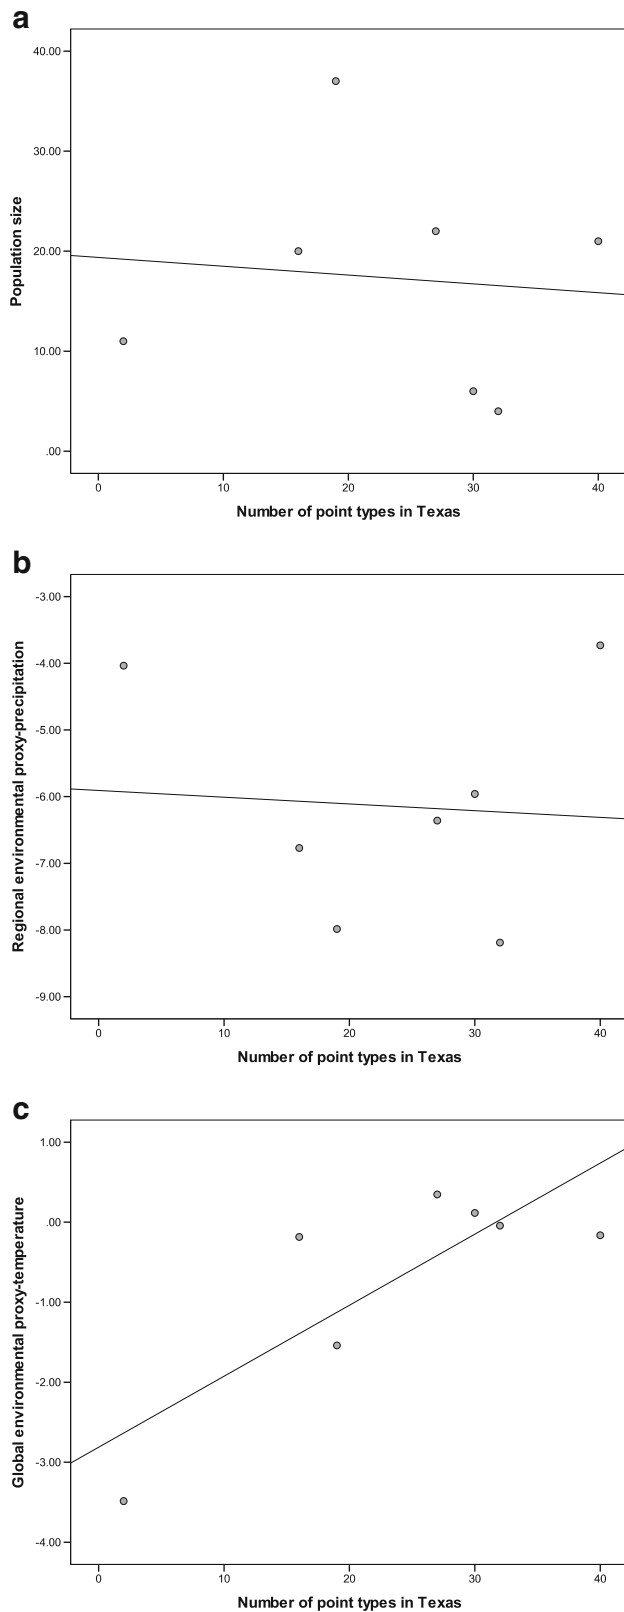 a
40.00
30.00
20.00
10.00
.00
Population size
0 10 20 30 40
Number of point types in Texas
b
-3.00
-4.00
-5.00
-6.00
-7.00
-8.00
-9.00
Regional environmental proxy-precipitation
0 10 20 30 40
Number of point types in Texas
c
1.00
.00
-1.00
-2.00
-3.00
-4.00
Global environmental proxy-temperature
0 10 20 30 40
Number of point types in Texas